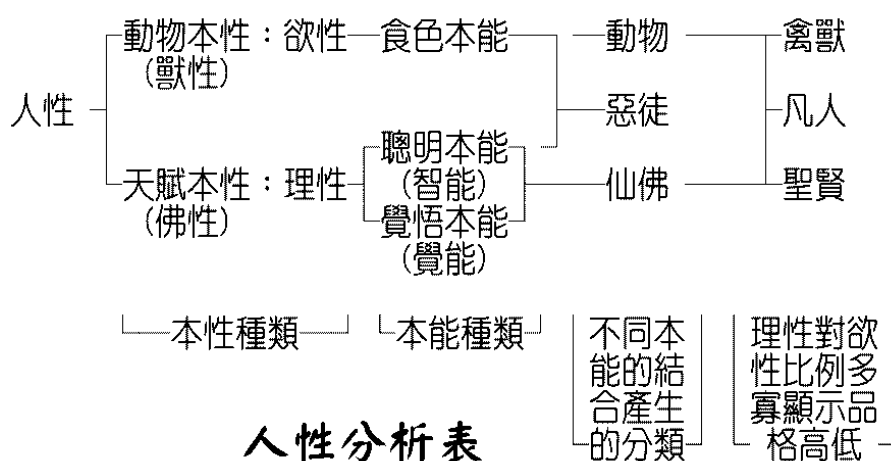 動物本性：欲性 食色本能 動物 禽獸
(獸性)
人性 惡徒 凡人
聰明本能
天賦本性：理性 (智能) 仙佛 聖賢
(佛性) 覺悟本能
(覺能)
本性種類 本能種類
不同本
能的結
合產生
的分類
理性對欲
性比例多
寡顯示品
格高低
人性分析表